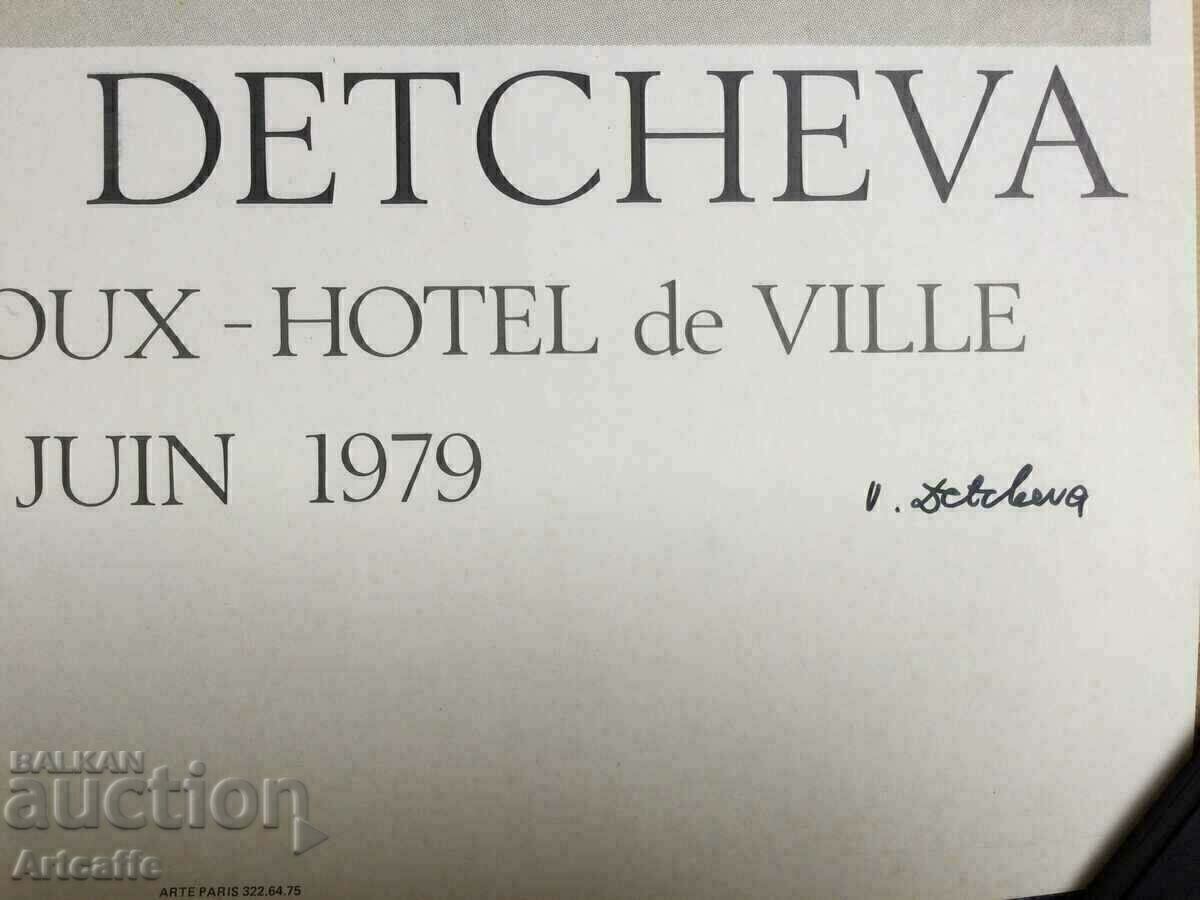 DETCHEVA
OUX - HOTEL de VILLE
JUIN 1979
V. Detcheva
BALKAN
auction
Artcaffe
ARTE PARIS 322.64.75